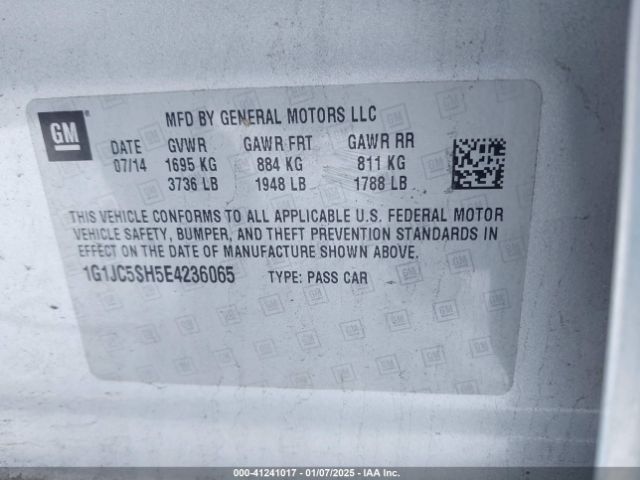 GM
MFD BY GENERAL MOTORS LLC
DATE GVWR GAWR FRT GAWR RR
07/14 1695 KG 884 KG 811 KG
3736 LB 1948 LB 1788 LB
THIS VEHICLE CONFORMS TO ALL APPLICABLE U.S. FEDERAL MOTOR
VEHICLE SAFETY, BUMPER, AND THEFT PREVENTION STANDARDS IN
EFFECT ON THE DATE OF MANUFACTURE SHOWN ABOVE.
1G1JC5SH5E4236065 TYPE: PASS CAR
000-41241017 - 01/07/2025 - IAA Inc.